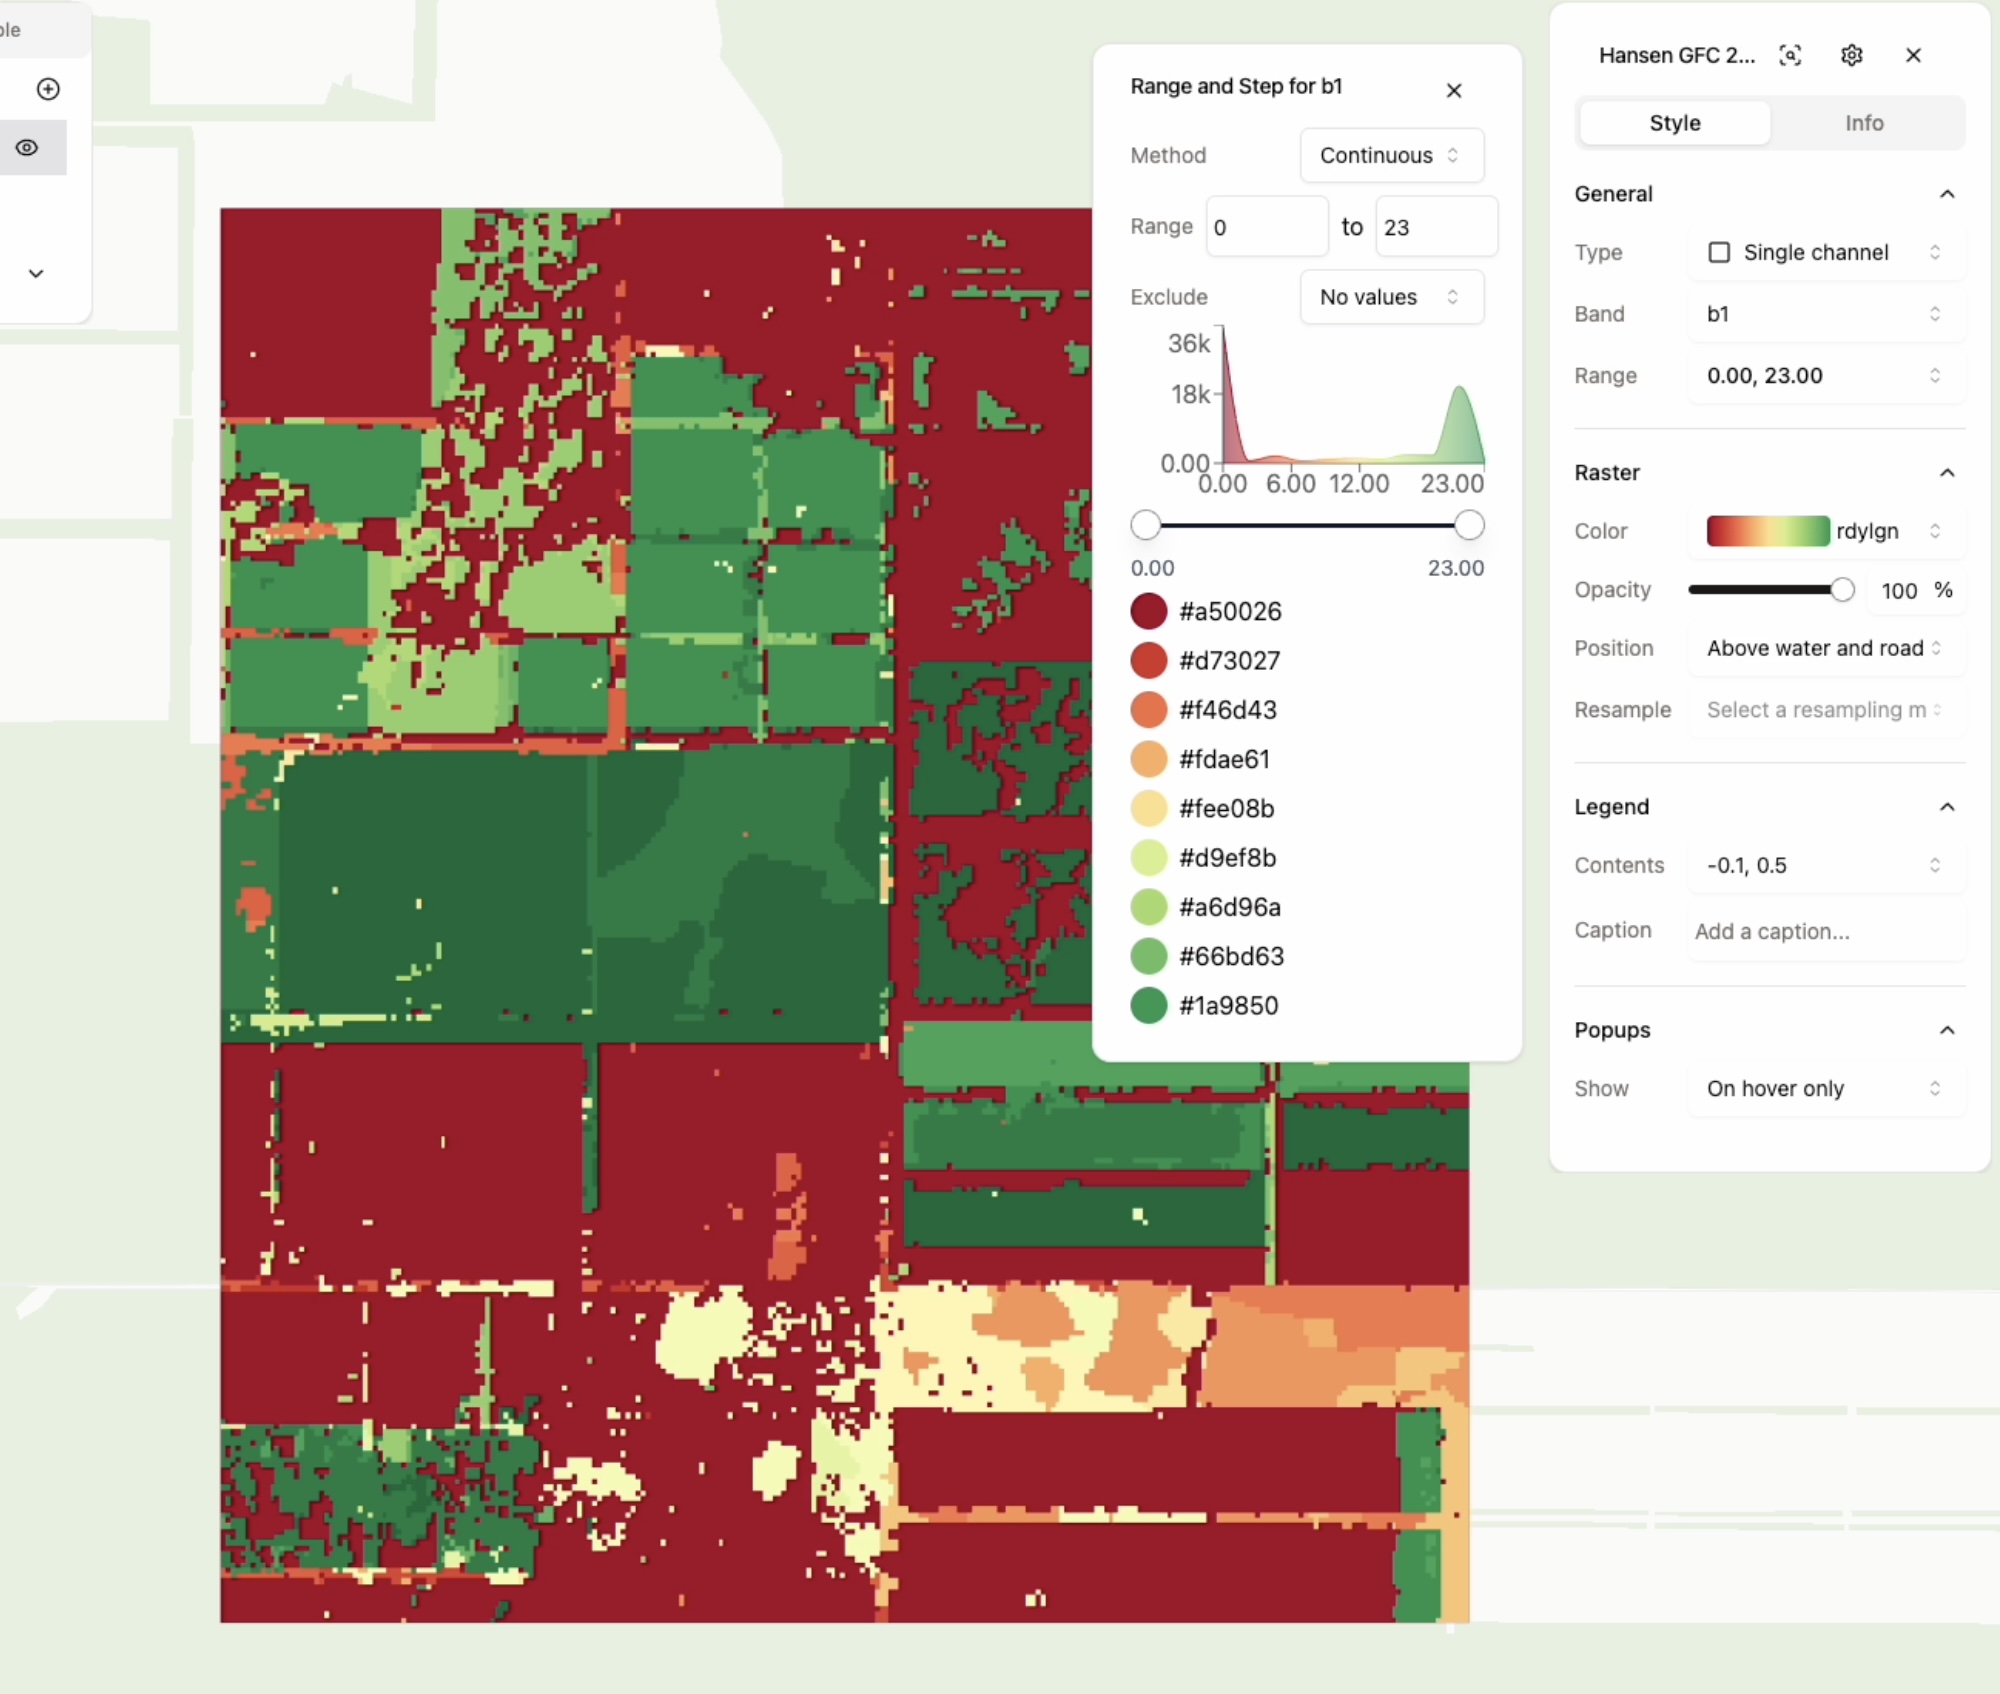 Range and Step for b1
Method
Continuous
Range
0
to
23
Exclude
No values
36k
18k
0.00
0.00
6.00
12.00
23.00
0.00
23.00
#a50026
#d73027
#f46d43
#fdae61
#fee08b
#d9ef8b
#a6d96a
#66bd63
#1a9850
Hansen GFC 2...
Style
Info
General
Type
Single channel
Band
b1
Range
0.00, 23.00
Raster
Color
rdylgn
Opacity
100 %
Position
Above water and road
Resample
Select a resampling m
Legend
Contents
-0.1, 0.5
Caption
Add a caption...
Popups
Show
On hover only